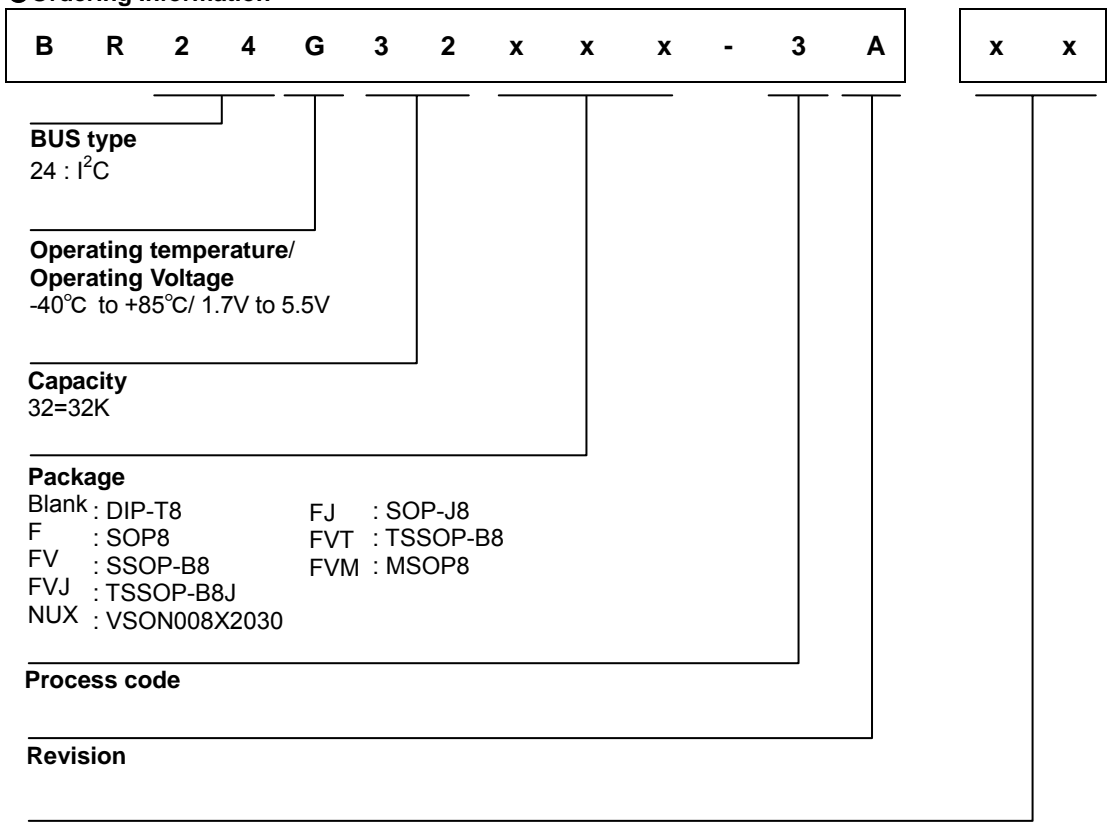 B R 2 4 G 3 2 x x x - 3 A x x
BUS type
24 : I²C
Operating temperature/
Operating Voltage
-40℃ to +85℃/ 1.7V to 5.5V
Capacity
32=32K
Package
Blank : DIP-T8
F : SOP8
FV : SSOP-B8
FVJ : TSSOP-B8J
NUX : VSON008X2030
FJ : SOP-J8
FVT : TSSOP-B8
FVM : MSOP8
Process code
Revision